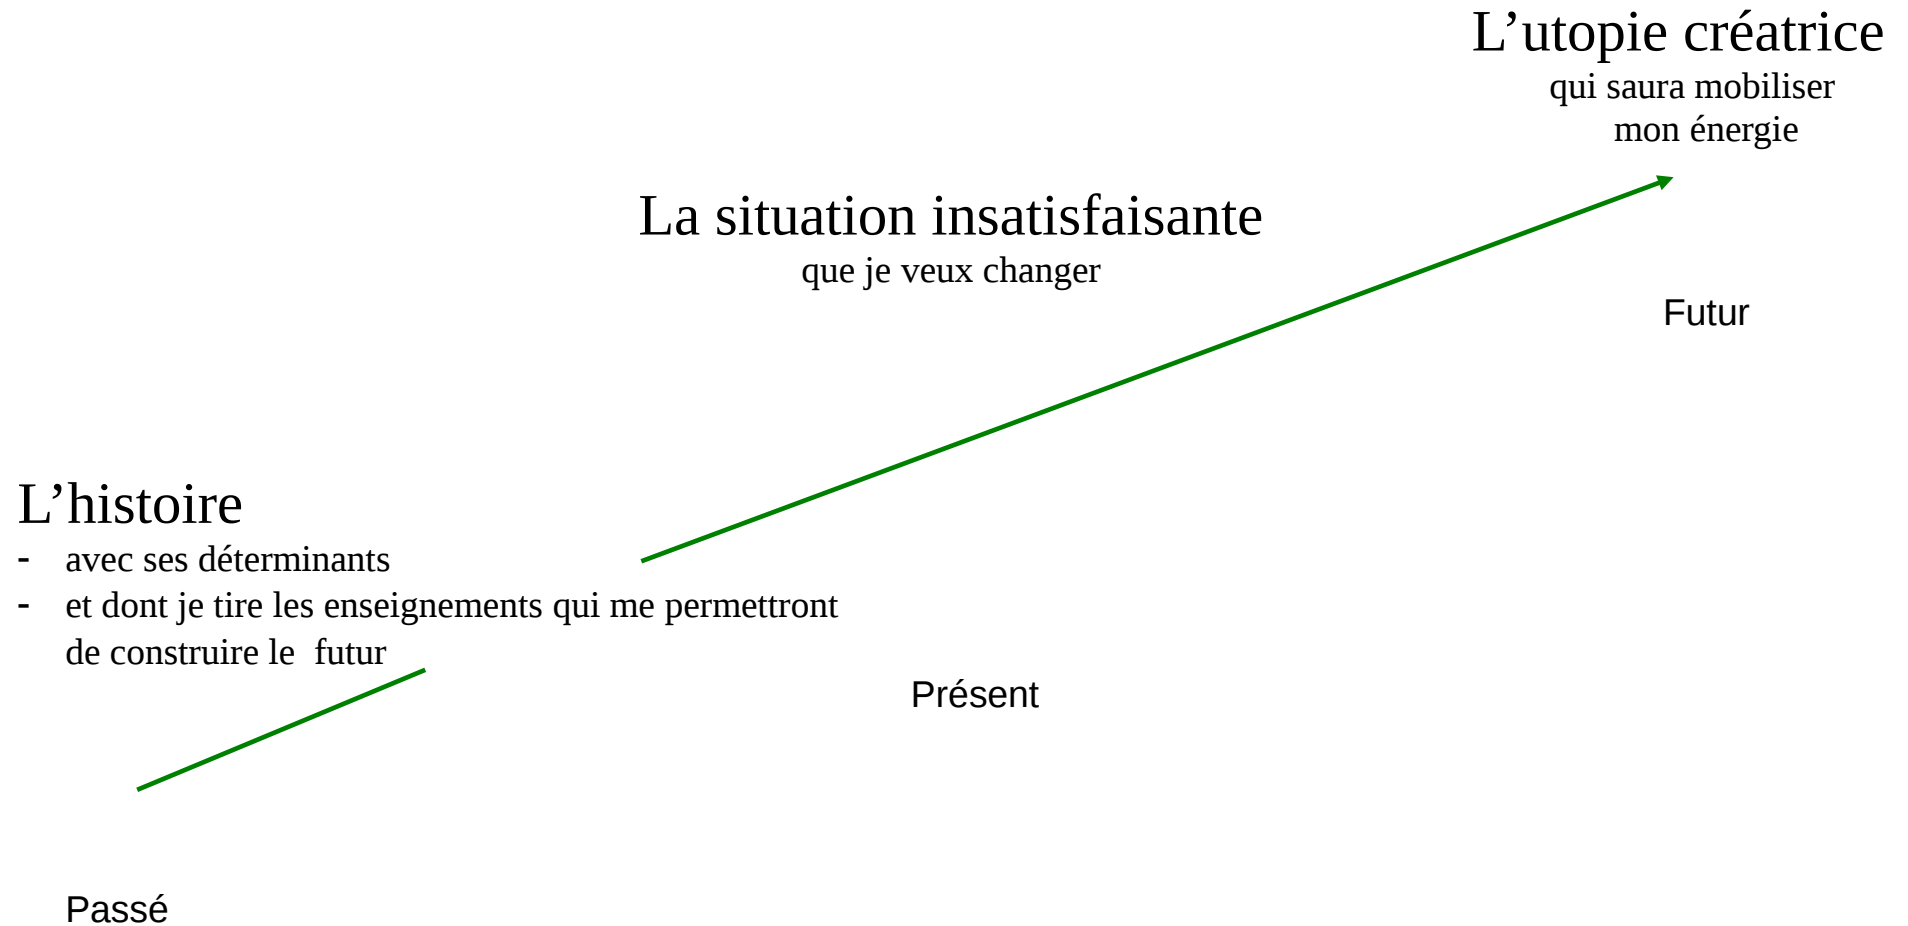 L’utopie créatrice
qui saura mobiliser
mon énergie
La situation insatisfaisante
que je veux changer
Futur
L’histoire
- avec ses déterminants
- et dont je tire les enseignements qui me permettront
de construire le  futur
Présent
Passé